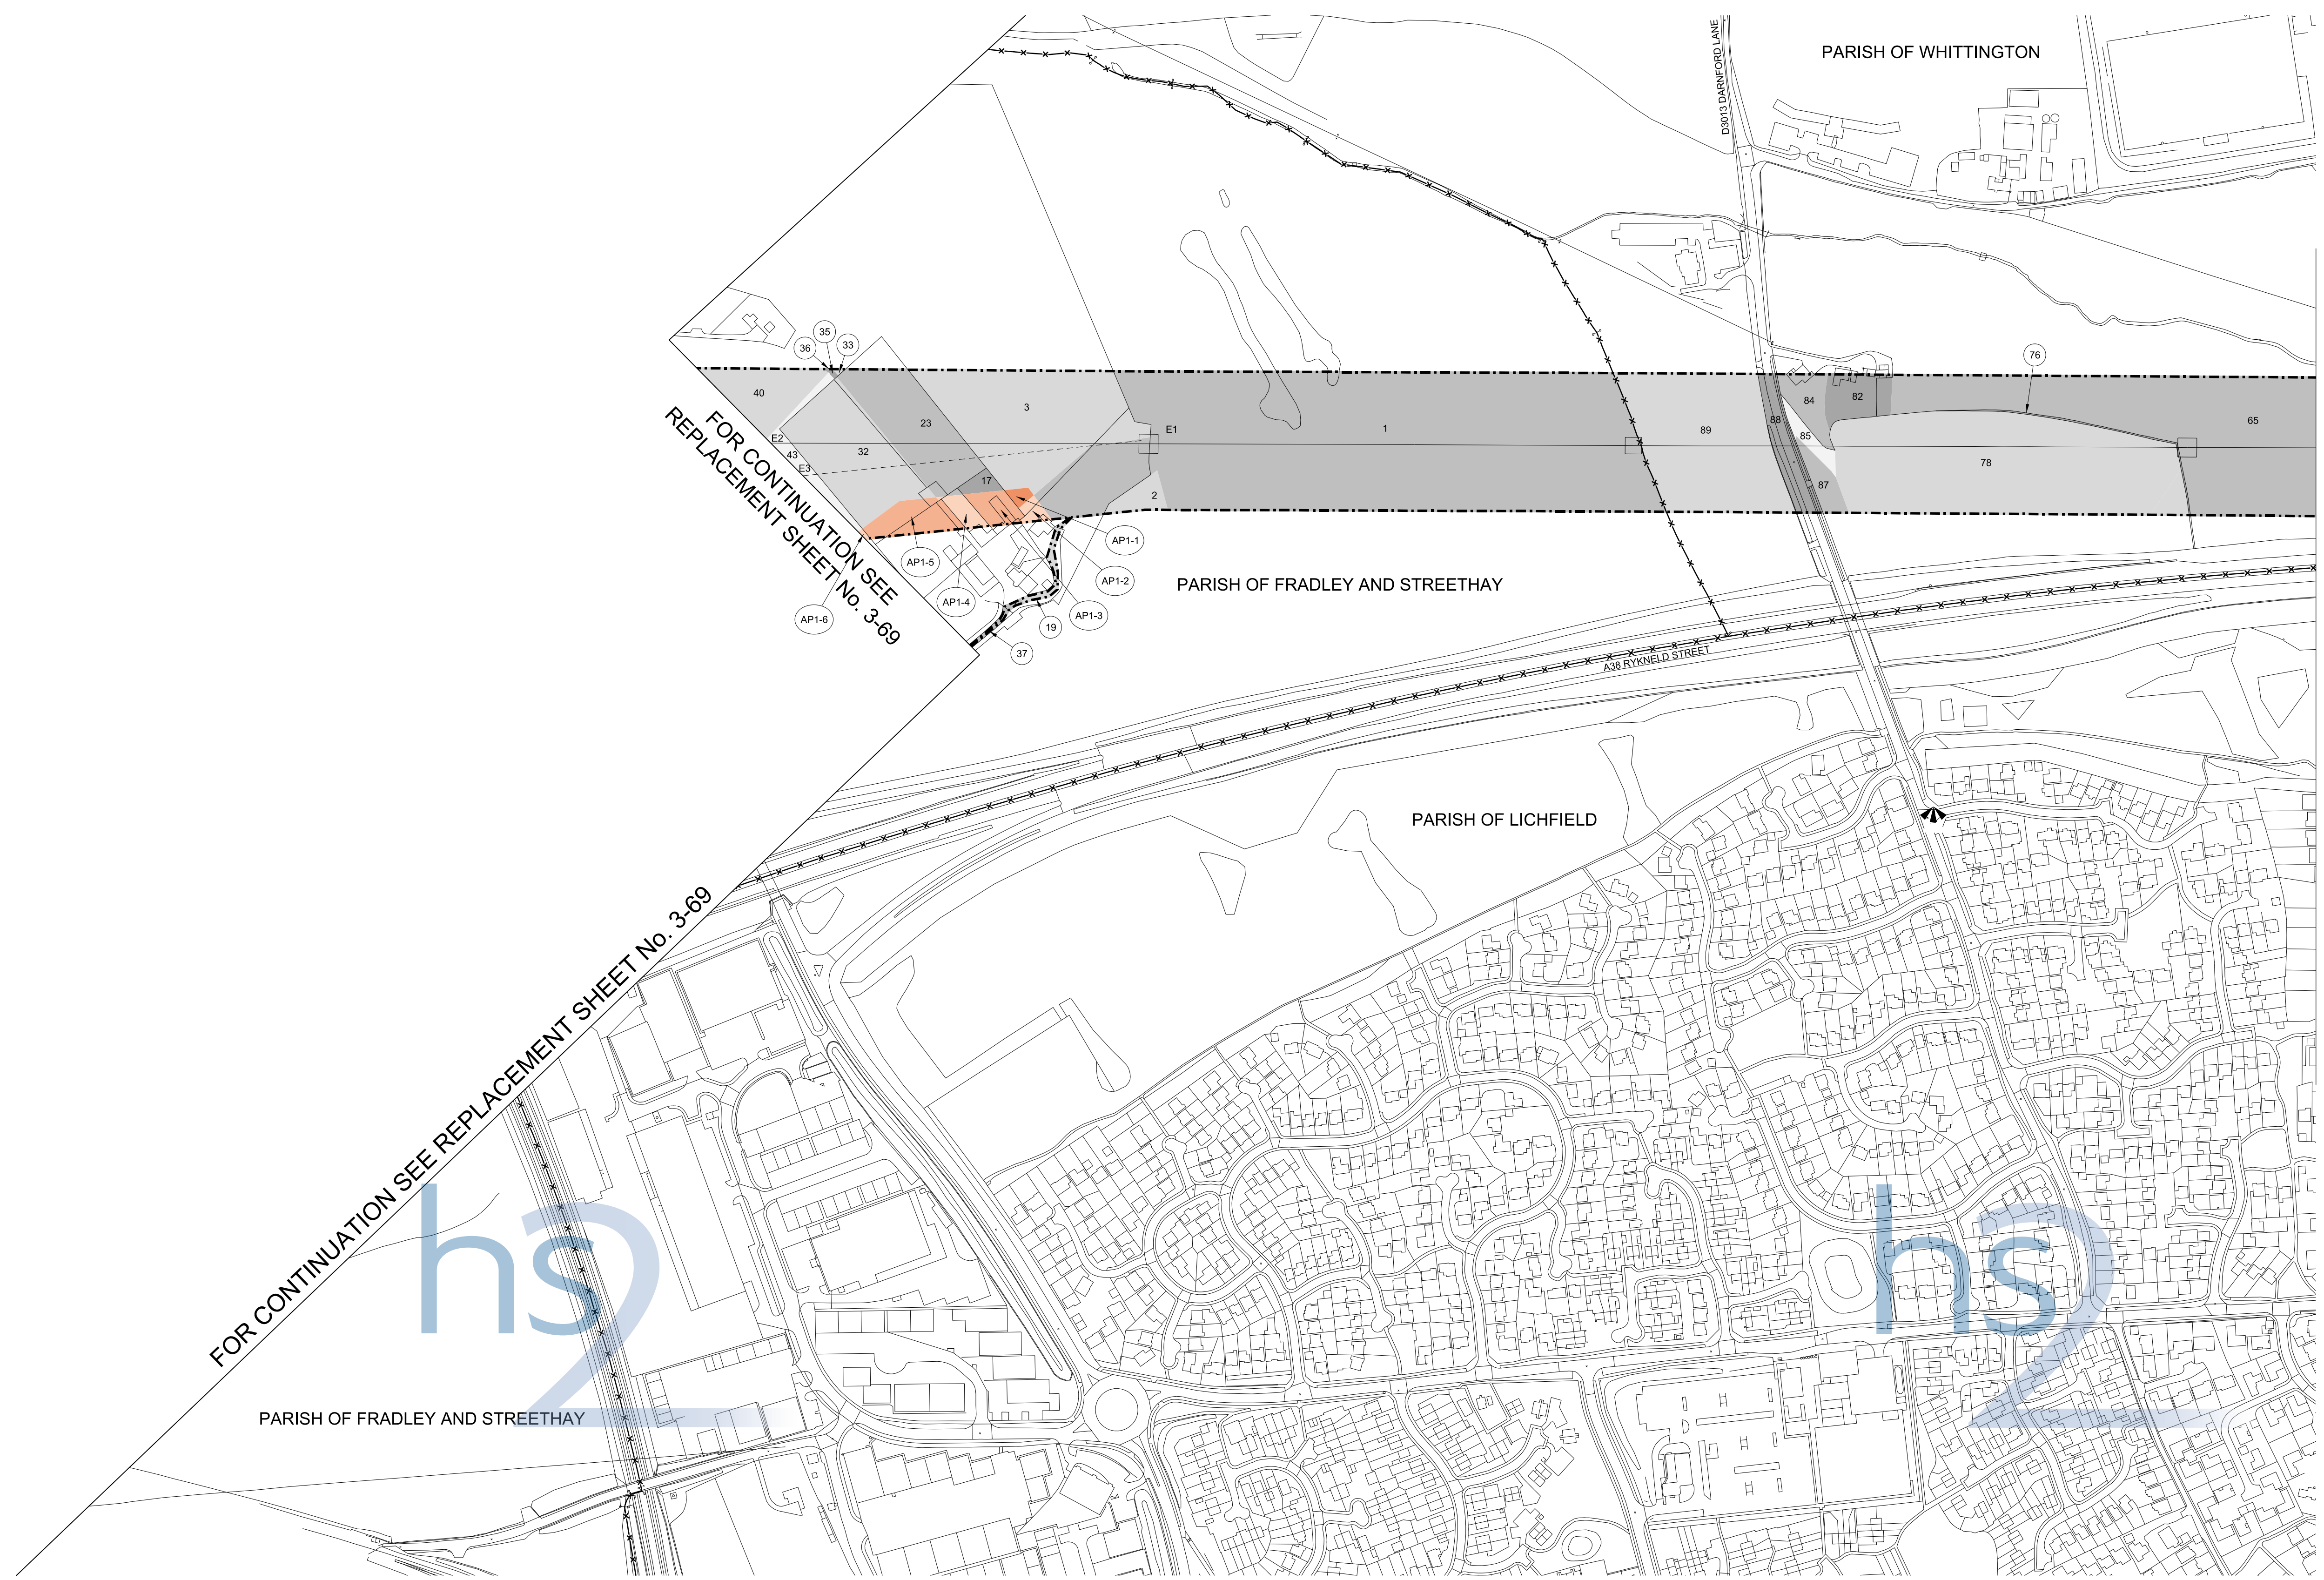 PARISH OF WHITTINGTON
D3013 DARNFORD LANE
35
36
33
76
40
3
23
1
E1
89
88
84
82
85
65
E2
43
E3
32
17
2
87
78
FOR CONTINUATION SEE
REPLACEMENT SHEET No. 3-69
AP1-1
AP1-5
AP1-2
AP1-4
AP1-3
AP1-6
19
37
PARISH OF FRADLEY AND STREETHAY
A38 RYKNELD STREET
PARISH OF LICHFIELD
FOR CONTINUATION SEE REPLACEMENT SHEET No. 3-69
hs2
hs2
PARISH OF FRADLEY AND STREETHAY